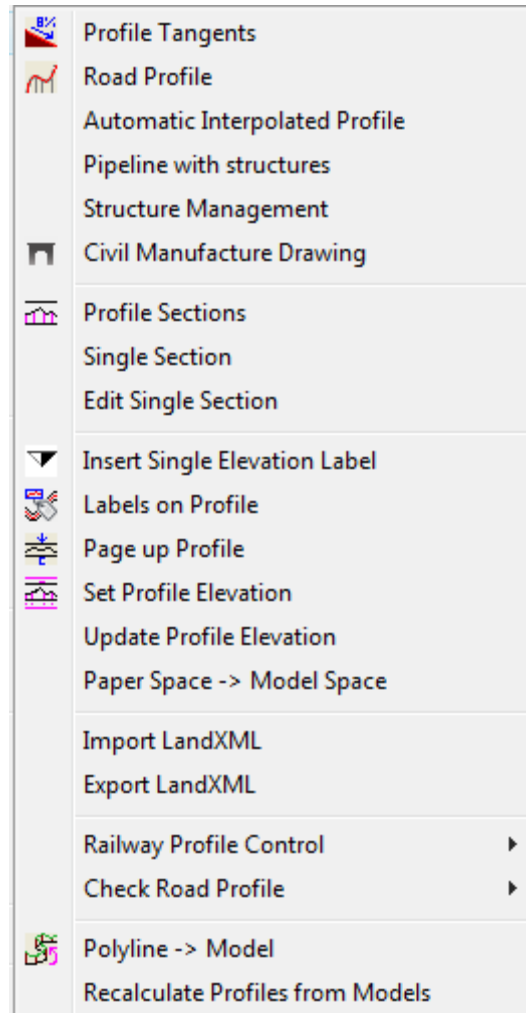 Profile Tangents
Road Profile
Automatic Interpolated Profile
Pipeline with structures
Structure Management
Civil Manufacture Drawing
Profile Sections
Single Section
Edit Single Section
Insert Single Elevation Label
Labels on Profile
Page up Profile
Set Profile Elevation
Update Profile Elevation
Paper Space -> Model Space
Import LandXML
Export LandXML
Railway Profile Control
Check Road Profile
Polyline -> Model
Recalculate Profiles from Models